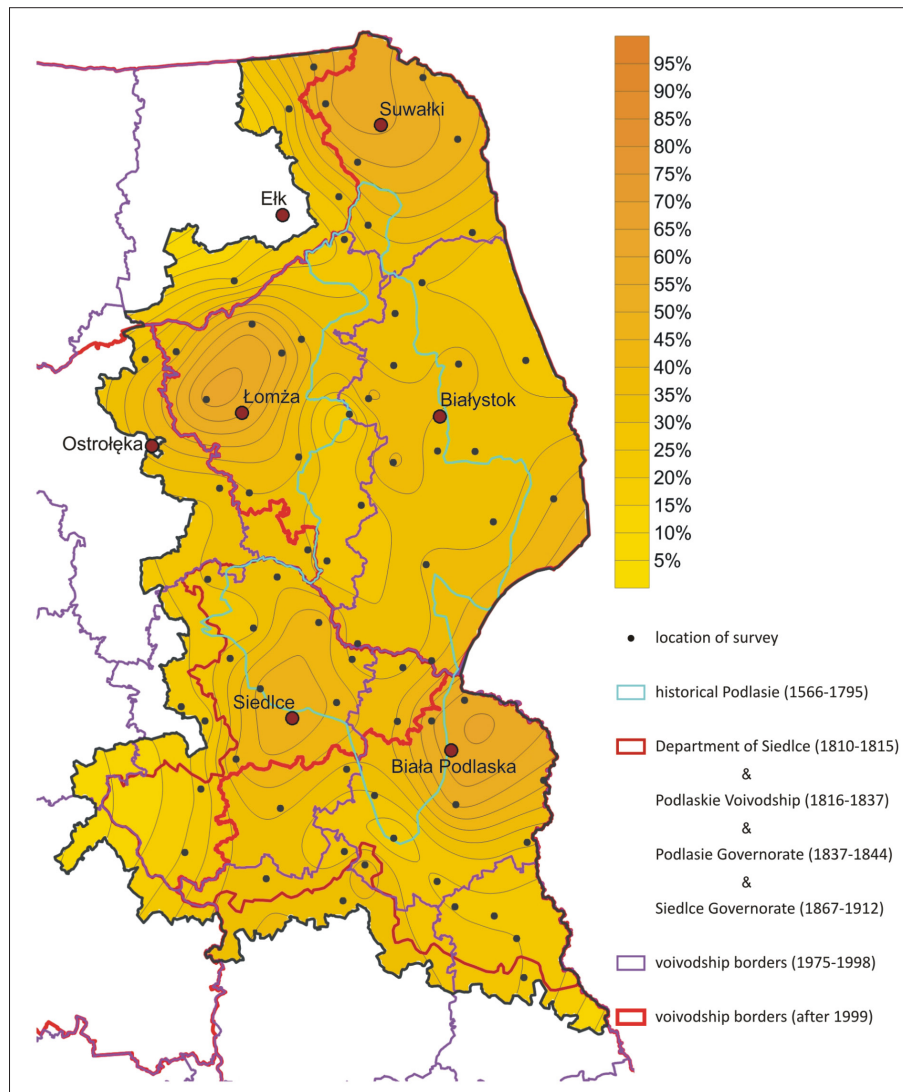 Suwałki
Ełk
Łomża
Białystok
Ostrołęka
Siedlce
Biała Podlaska
95%
90%
85%
80%
75%
70%
65%
60%
55%
50%
45%
40%
35%
30%
25%
20%
15%
10%
5%
location of survey
historical Podlasie (1566-1795)
Department of Siedlce (1810-1815)
&
Podlaskie Voivodship (1816-1837)
&
Podlasie Governorate (1837-1844)
&
Siedlce Governorate (1867-1912)
voivodship borders (1975-1998)
voivodship borders (after 1999)